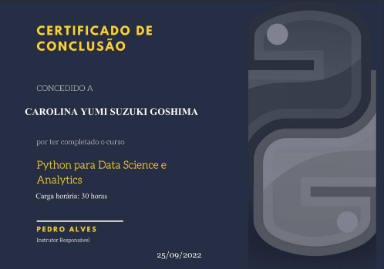 CERTIFICADO DE
CONCLUSÃO
CONCEDIDO A
CAROLINA YUMI SUZUKI GOSHIMA
por ter completado o curso
Python para Data Science e
Analytics
Carga horária: 30 horas
PEDRO ALVES
Instrutor Responsável
25/09/2022